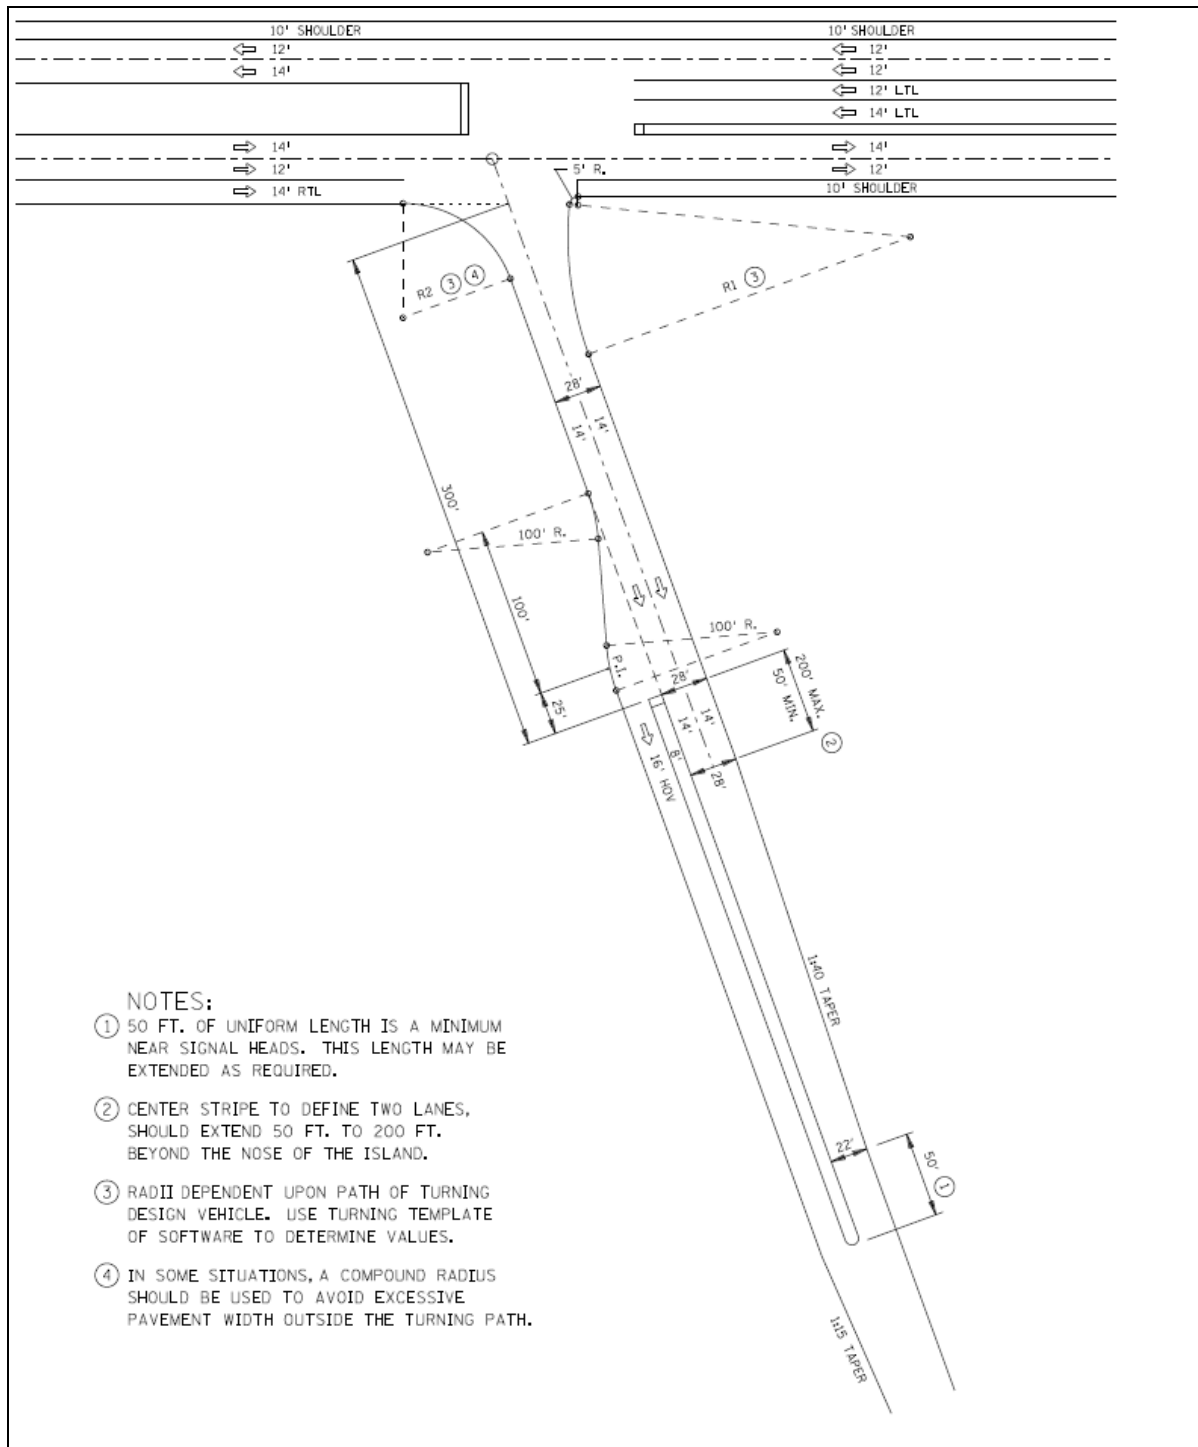 10' SHOULDER
10' SHOULDER
12'
12'
14'
12'
12' LTL
14' LTL
14'
14'
12'
12'
5' R.
14' RTL
10' SHOULDER
R2 3 4
R1 3
28'
14'
14'
300'
100' R.
100'
100' R.
P.I.
28'
200' MAX.
50' MIN.
2
25'
14'
14'
8'
16' HOV
28'
1:40 TAPER
22'
50' 1
1:15 TAPER
NOTES:
1 50 FT. OF UNIFORM LENGTH IS A MINIMUM
NEAR SIGNAL HEADS. THIS LENGTH MAY BE
EXTENDED AS REQUIRED.
2 CENTER STRIPE TO DEFINE TWO LANES,
SHOULD EXTEND 50 FT. TO 200 FT.
BEYOND THE NOSE OF THE ISLAND.
3 RADII DEPENDENT UPON PATH OF TURNING
DESIGN VEHICLE. USE TURNING TEMPLATE
OF SOFTWARE TO DETERMINE VALUES.
4 IN SOME SITUATIONS, A COMPOUND RADIUS
SHOULD BE USED TO AVOID EXCESSIVE
PAVEMENT WIDTH OUTSIDE THE TURNING PATH.